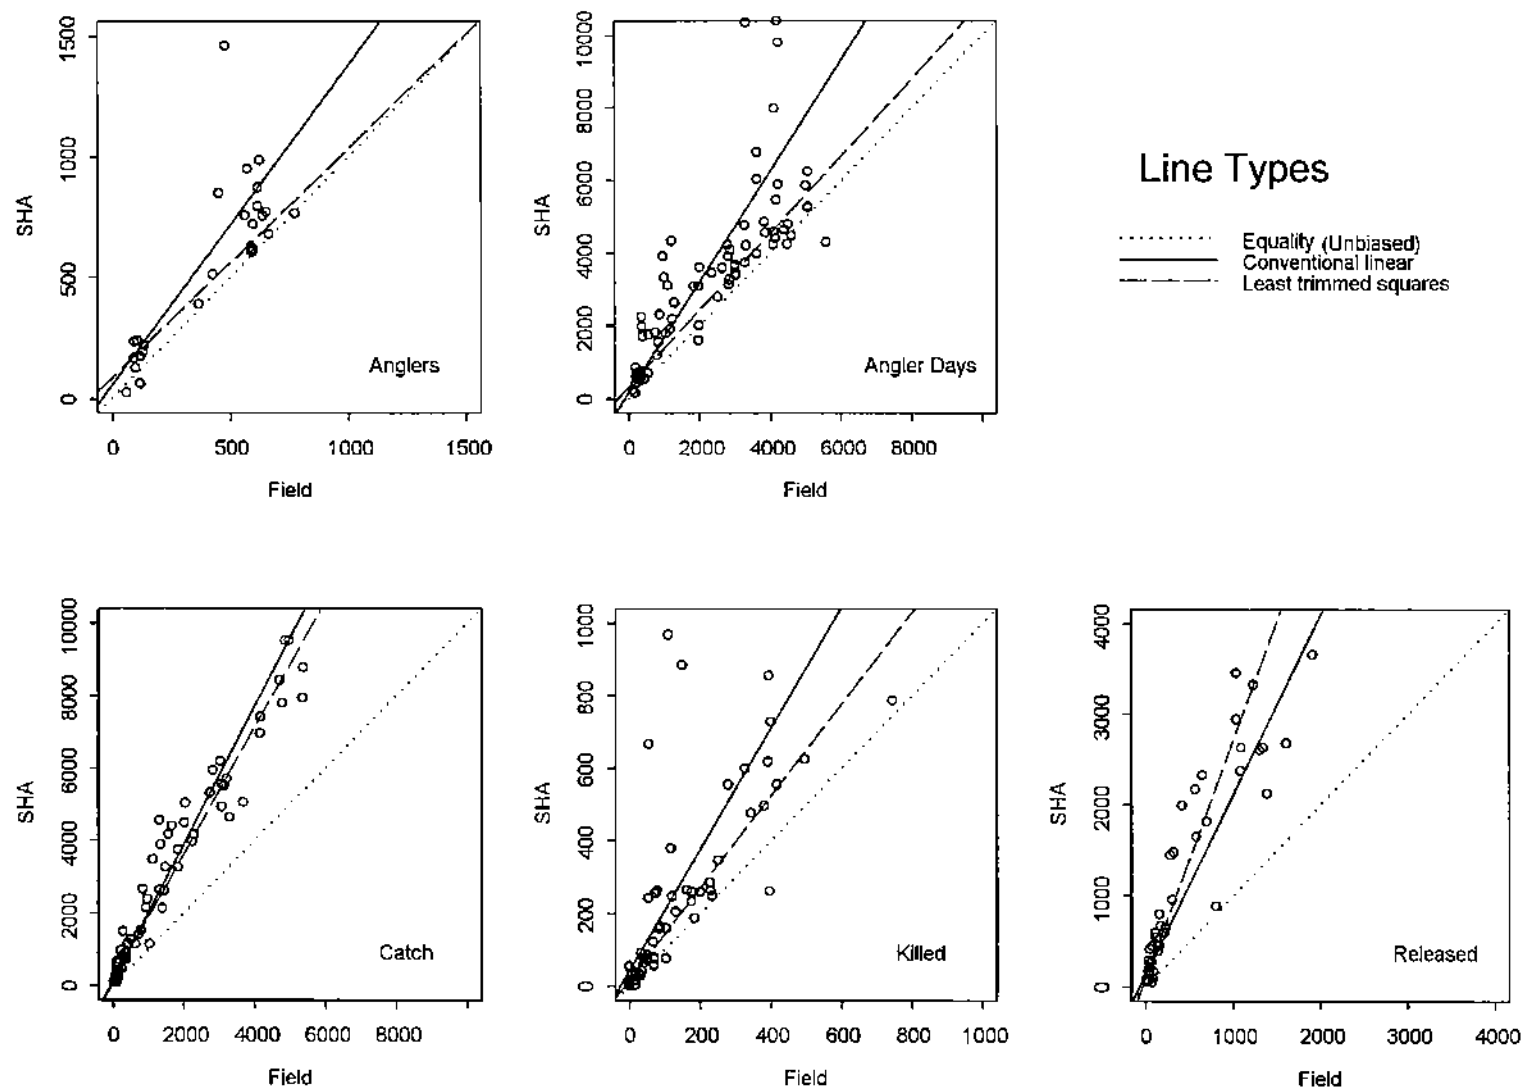 SHA
1500
1000
500
0
Anglers
0 500 1000 1500
Field
SHA
10000
8000
6000
4000
2000
0
Angler Days
0 2000 4000 6000 8000
Field
Line Types
Equality (Unbiased)
Conventional linear
Least trimmed squares
SHA
10000
8000
6000
4000
2000
0
Catch
0 2000 4000 6000 8000
Field
SHA
1000
800
600
400
200
0
Killed
0 200 400 600 800 1000
Field
SHA
4000
3000
2000
1000
0
Released
0 1000 2000 3000 4000
Field